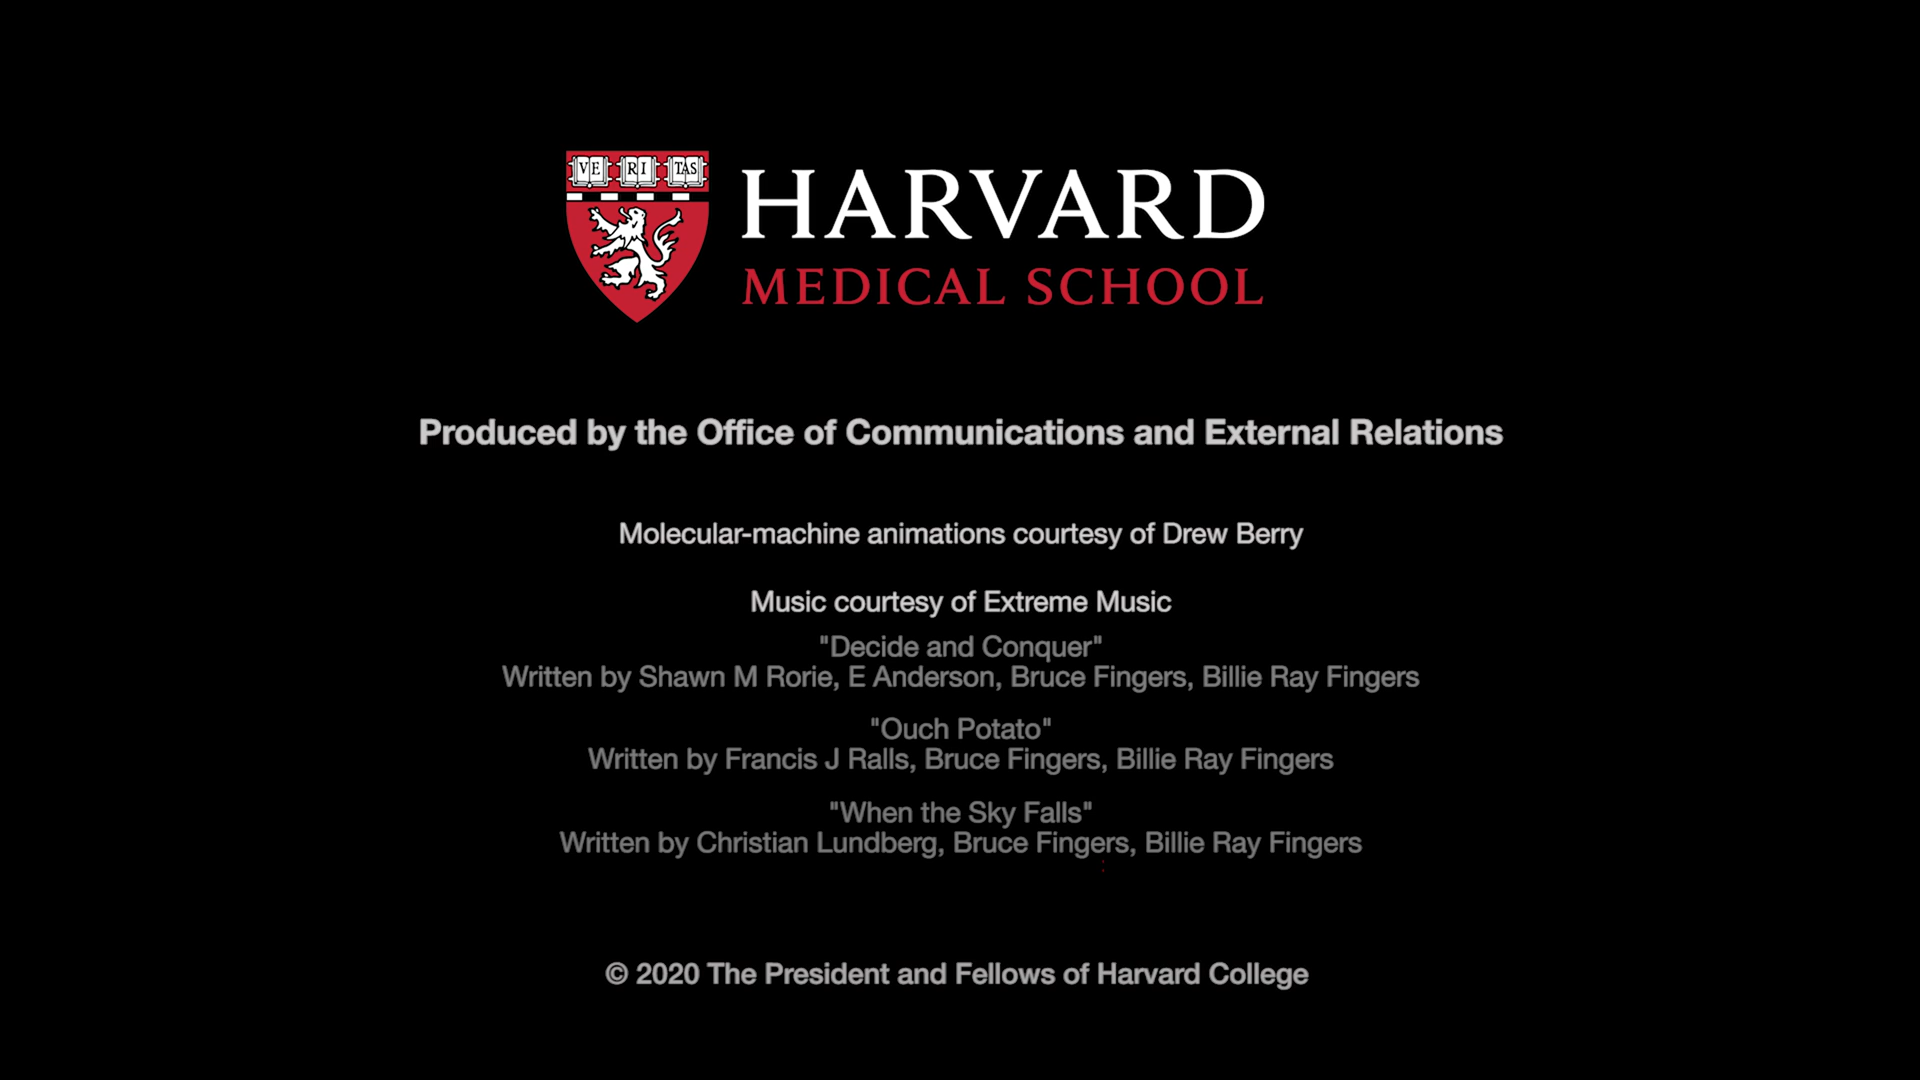 VE RI TAS
HARVARD
MEDICAL SCHOOL
Produced by the Office of Communications and External Relations
Molecular-machine animations courtesy of Drew Berry
Music courtesy of Extreme Music
"Decide and Conquer"
Written by Shawn M Rorie, E Anderson, Bruce Fingers, Billie Ray Fingers
"Ouch Potato"
Written by Francis J Ralls, Bruce Fingers, Billie Ray Fingers
"When the Sky Falls"
Written by Christian Lundberg, Bruce Fingers, Billie Ray Fingers
© 2020 The President and Fellows of Harvard College